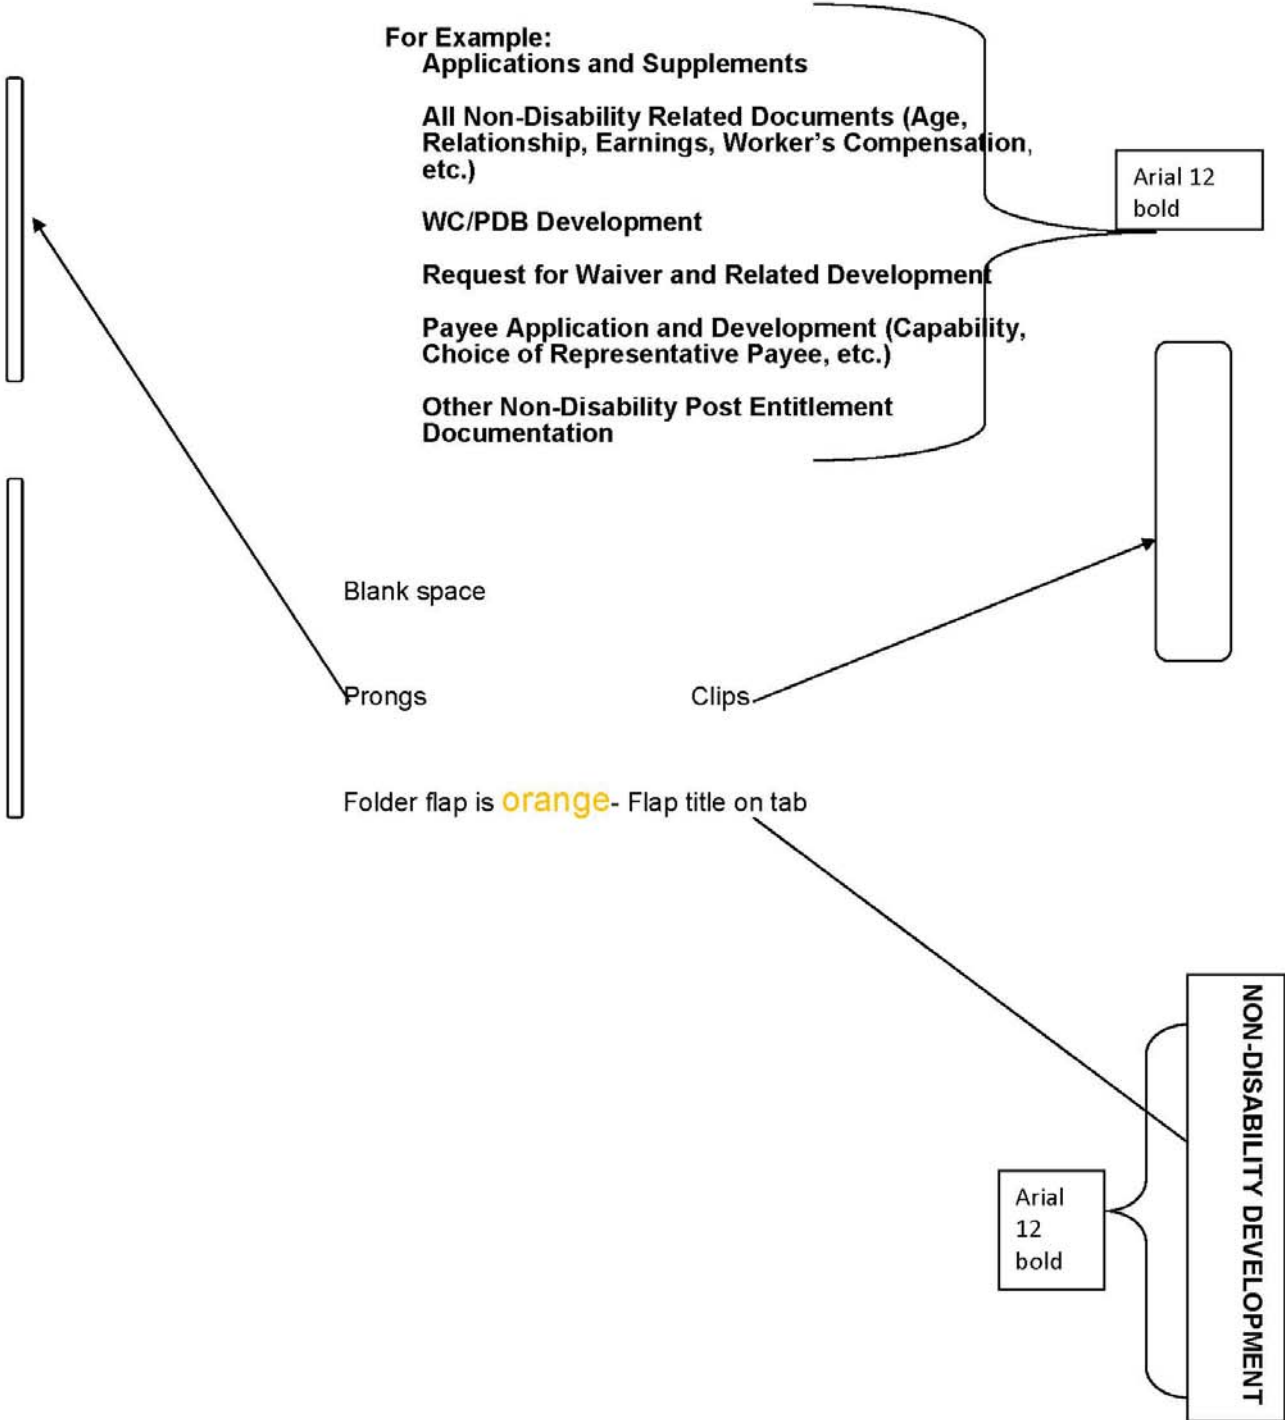 For Example:
Applications and Supplements
All Non-Disability Related Documents (Age,
Relationship, Earnings, Worker’s Compensation,
etc.)
Arial 12
bold
WC/PDB Development
Request for Waiver and Related Development
Payee Application and Development (Capability,
Choice of Representative Payee, etc.)
Other Non-Disability Post Entitlement
Documentation
Blank space
Prongs
Clips
Folder flap is orange- Flap title on tab
NON-DISABILITY DEVELOPMENT
Arial
12
bold